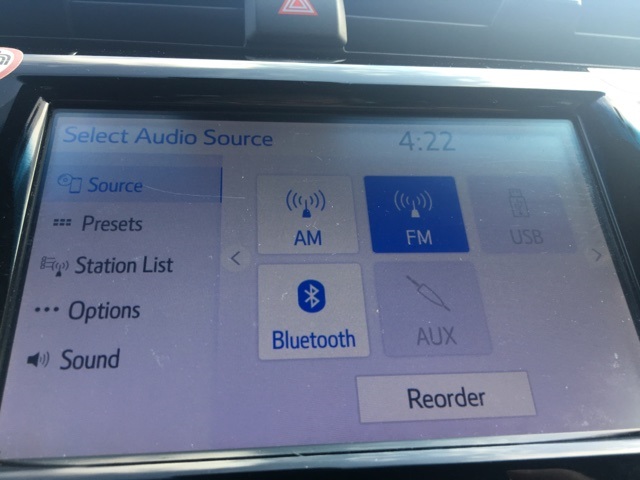 Select Audio Source
4:22
Source
Presets
Station List
Options
Sound
AM
FM
USB
Bluetooth
AUX
Reorder